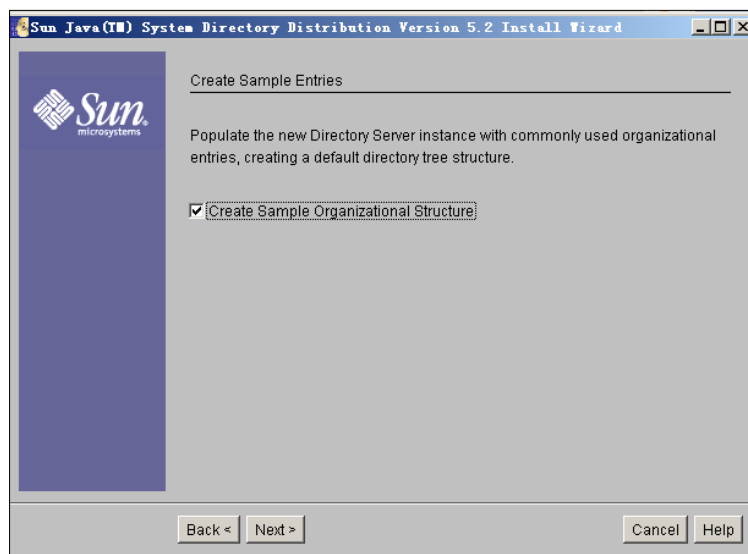 Sun Java(TM) System Directory Distribution Version 5.2 Install Wizard
Sun
microsystems
Create Sample Entries
Populate the new Directory Server instance with commonly used organizational
entries, creating a default directory tree structure.
Create Sample Organizational Structure
Back < Next > Cancel Help